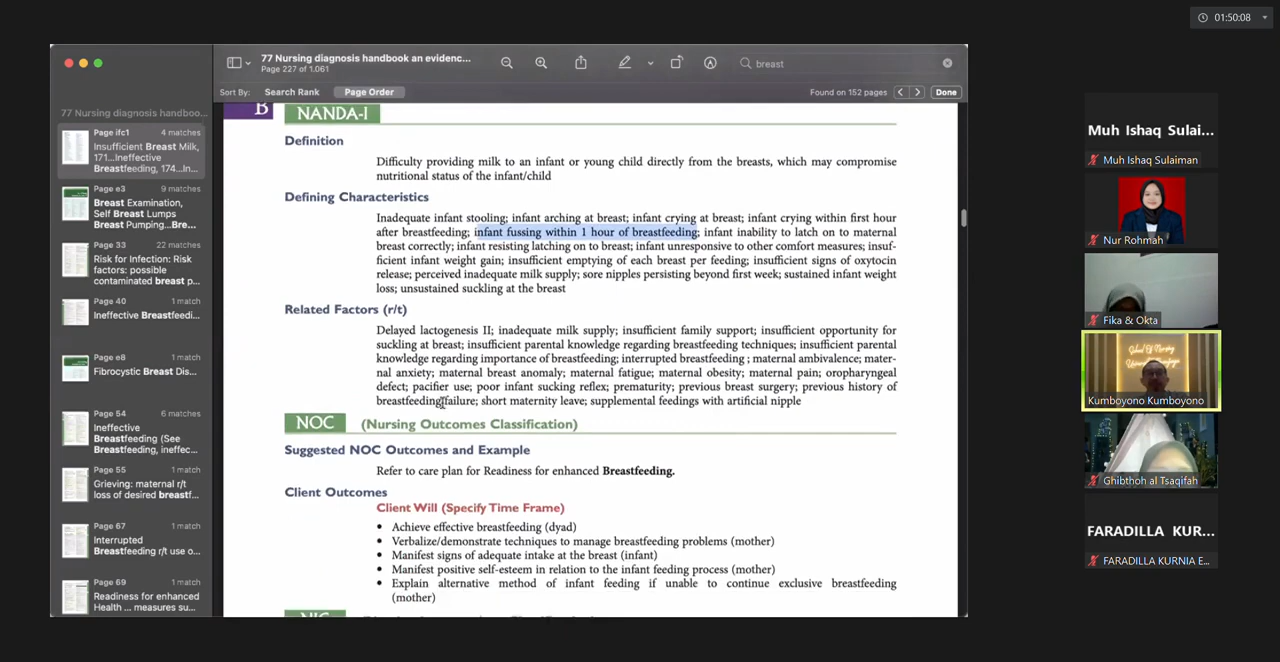 01:50:08
77 Nursing diagnosis handbook an evidenc...
Page 227 of 1.061
breast
Sort By:
Search Rank
Page Order
Found on 152 pages
Done
77 Nursing diagnosis handboo...
Page ifc1
4 matches
Insufficient Breast Milk,
171...Ineffective
Breastfeeding, 174...In...
Page e3
9 matches
Breast Examination,
Self Breast Lumps
Breast Pumping...Bre...
Page 33
22 matches
Risk for Infection: Risk
factors: possible
contaminated breast p...
Page 40
1 match
Ineffective Breastfeedi...
Page e8
1 match
Fibrocystic Breast Dis...
Page 54
6 matches
Ineffective
Breastfeeding (See
Breastfeeding, ineffec...
Page 55
1 match
Grieving: maternal r/t
loss of desired breastf...
Page 67
1 match
Interrupted
Breastfeeding r/t use o...
Page 69
1 match
Readiness for enhanced
Health ... measures su...
B
NANDA-I
Definition
Difficulty providing milk to an infant or young child directly from the breasts, which may compromise
nutritional status of the infant/child
Defining Characteristics
Inadequate infant stooling; infant arching at breast; infant crying at breast; infant crying within first hour
after breastfeeding; infant fussing within 1 hour of breastfeeding; infant inability to latch on to maternal
breast correctly; infant resisting latching on to breast; infant unresponsive to other comfort measures; insuf-
ficient infant weight gain; insufficient emptying of each breast per feeding; insufficient signs of oxytocin
release; perceived inadequate milk supply; sore nipples persisting beyond first week; sustained infant weight
loss; unsustained suckling at the breast
Related Factors (r/t)
Delayed lactogenesis II; inadequate milk supply; insufficient family support; insufficient opportunity for
suckling at breast; insufficient parental knowledge regarding breastfeeding techniques; insufficient parental
knowledge regarding importance of breastfeeding; interrupted breastfeeding ; maternal ambivalence; mater-
nal anxiety; maternal breast anomaly; maternal fatigue; maternal obesity; maternal pain; oropharyngeal
defect; pacifier use; poor infant sucking reflex; prematurity; previous breast surgery; previous history of
breastfeeding failure; short maternity leave; supplemental feedings with artificial nipple
NOC
(Nursing Outcomes Classification)
Suggested NOC Outcomes and Example
Refer to care plan for Readiness for enhanced Breastfeeding.
Client Outcomes
Client Will (Specify Time Frame)
• Achieve effective breastfeeding (dyad)
• Verbalize/demonstrate techniques to manage breastfeeding problems (mother)
• Manifest signs of adequate intake at the breast (infant)
• Manifest positive self-esteem in relation to the infant feeding process (mother)
• Explain alternative method of infant feeding if unable to continue exclusive breastfeeding
(mother)
Muh Ishaq Sulai...
Muh Ishaq Sulaiman
Nur Rohmah
Fika & Okta
Kumboyono Kumboyono
Ghibthoh al Tsaqifah
FARADILLA KUR...
FARADILLA KURNIA E...